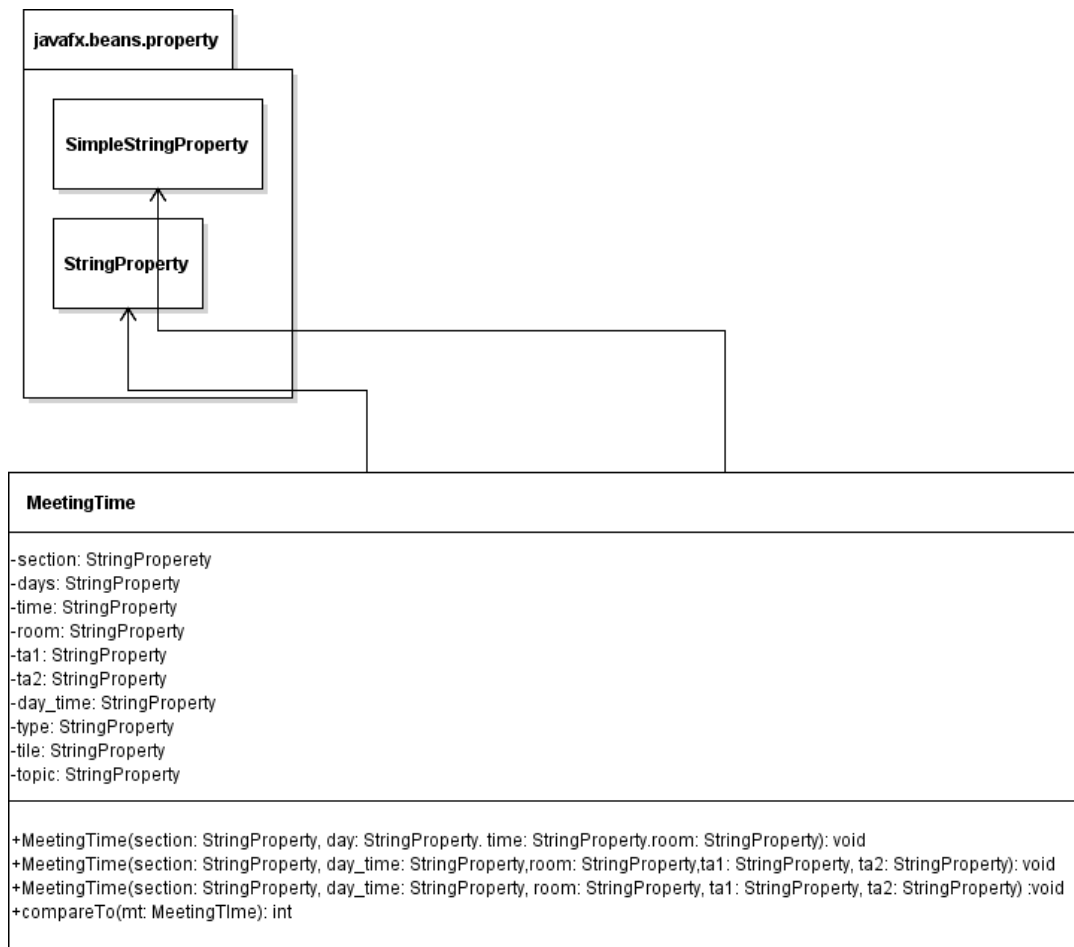 javafx.beans.property
SimpleStringProperty
StringProperty
MeetingTime
-section: StringProperety
-days: StringProperty
-time: StringProperty
-room: StringProperty
-ta1: StringProperty
-ta2: StringProperty
-day_time: StringProperty
-type: StringProperty
-tile: StringProperty
-topic: StringProperty
+MeetingTime(section: StringProperty, day: StringProperty. time: StringProperty.room: StringProperty): void
+MeetingTime(section: StringProperty, day_time: StringProperty,room: StringProperty,ta1: StringProperty, ta2: StringProperty): void
+MeetingTime(section: StringProperty, day_time: StringProperty, room: StringProperty, ta1: StringProperty, ta2: StringProperty) :void
+compareTo(mt: MeetingTIme): int